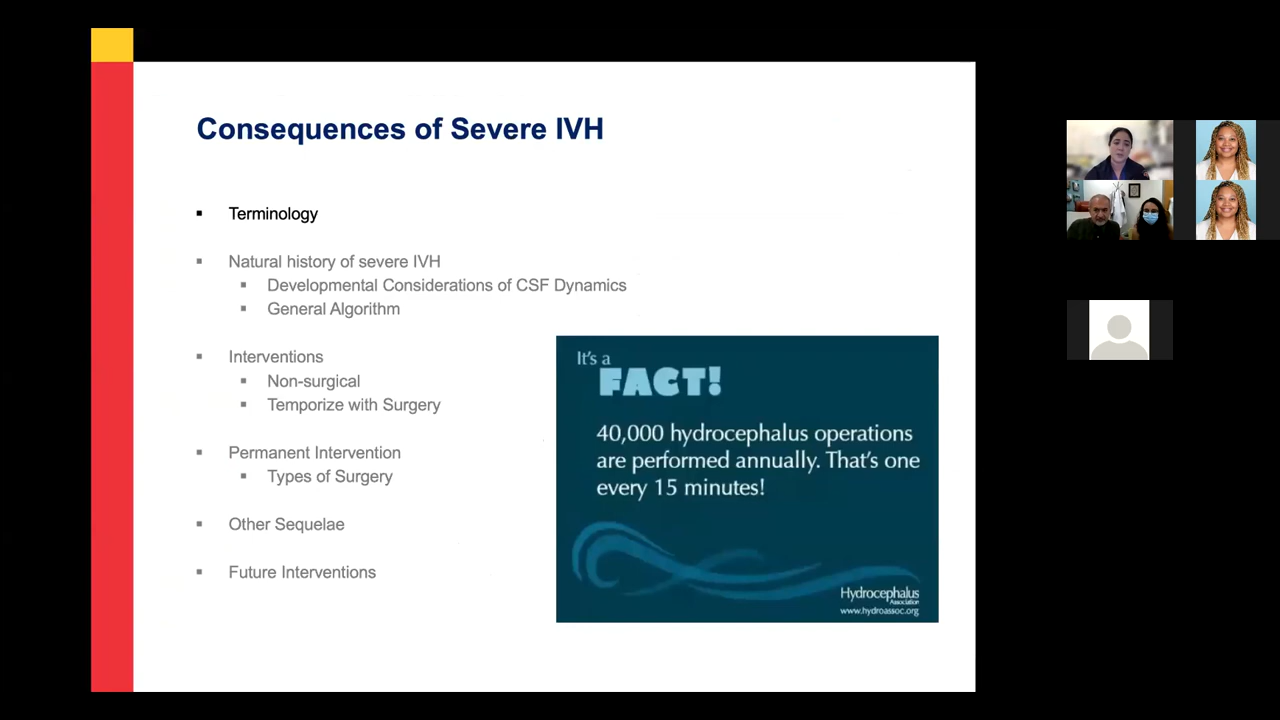 Consequences of Severe IVH
Terminology
Natural history of severe IVH
Developmental Considerations of CSF Dynamics
General Algorithm
Interventions
Non-surgical
Temporize with Surgery
Permanent Intervention
Types of Surgery
Other Sequelae
Future Interventions
It's a
FACT!
40,000 hydrocephalus operations
are performed annually. That's one
every 15 minutes!
Hydrocephalus
Association
www.hydroassoc.org